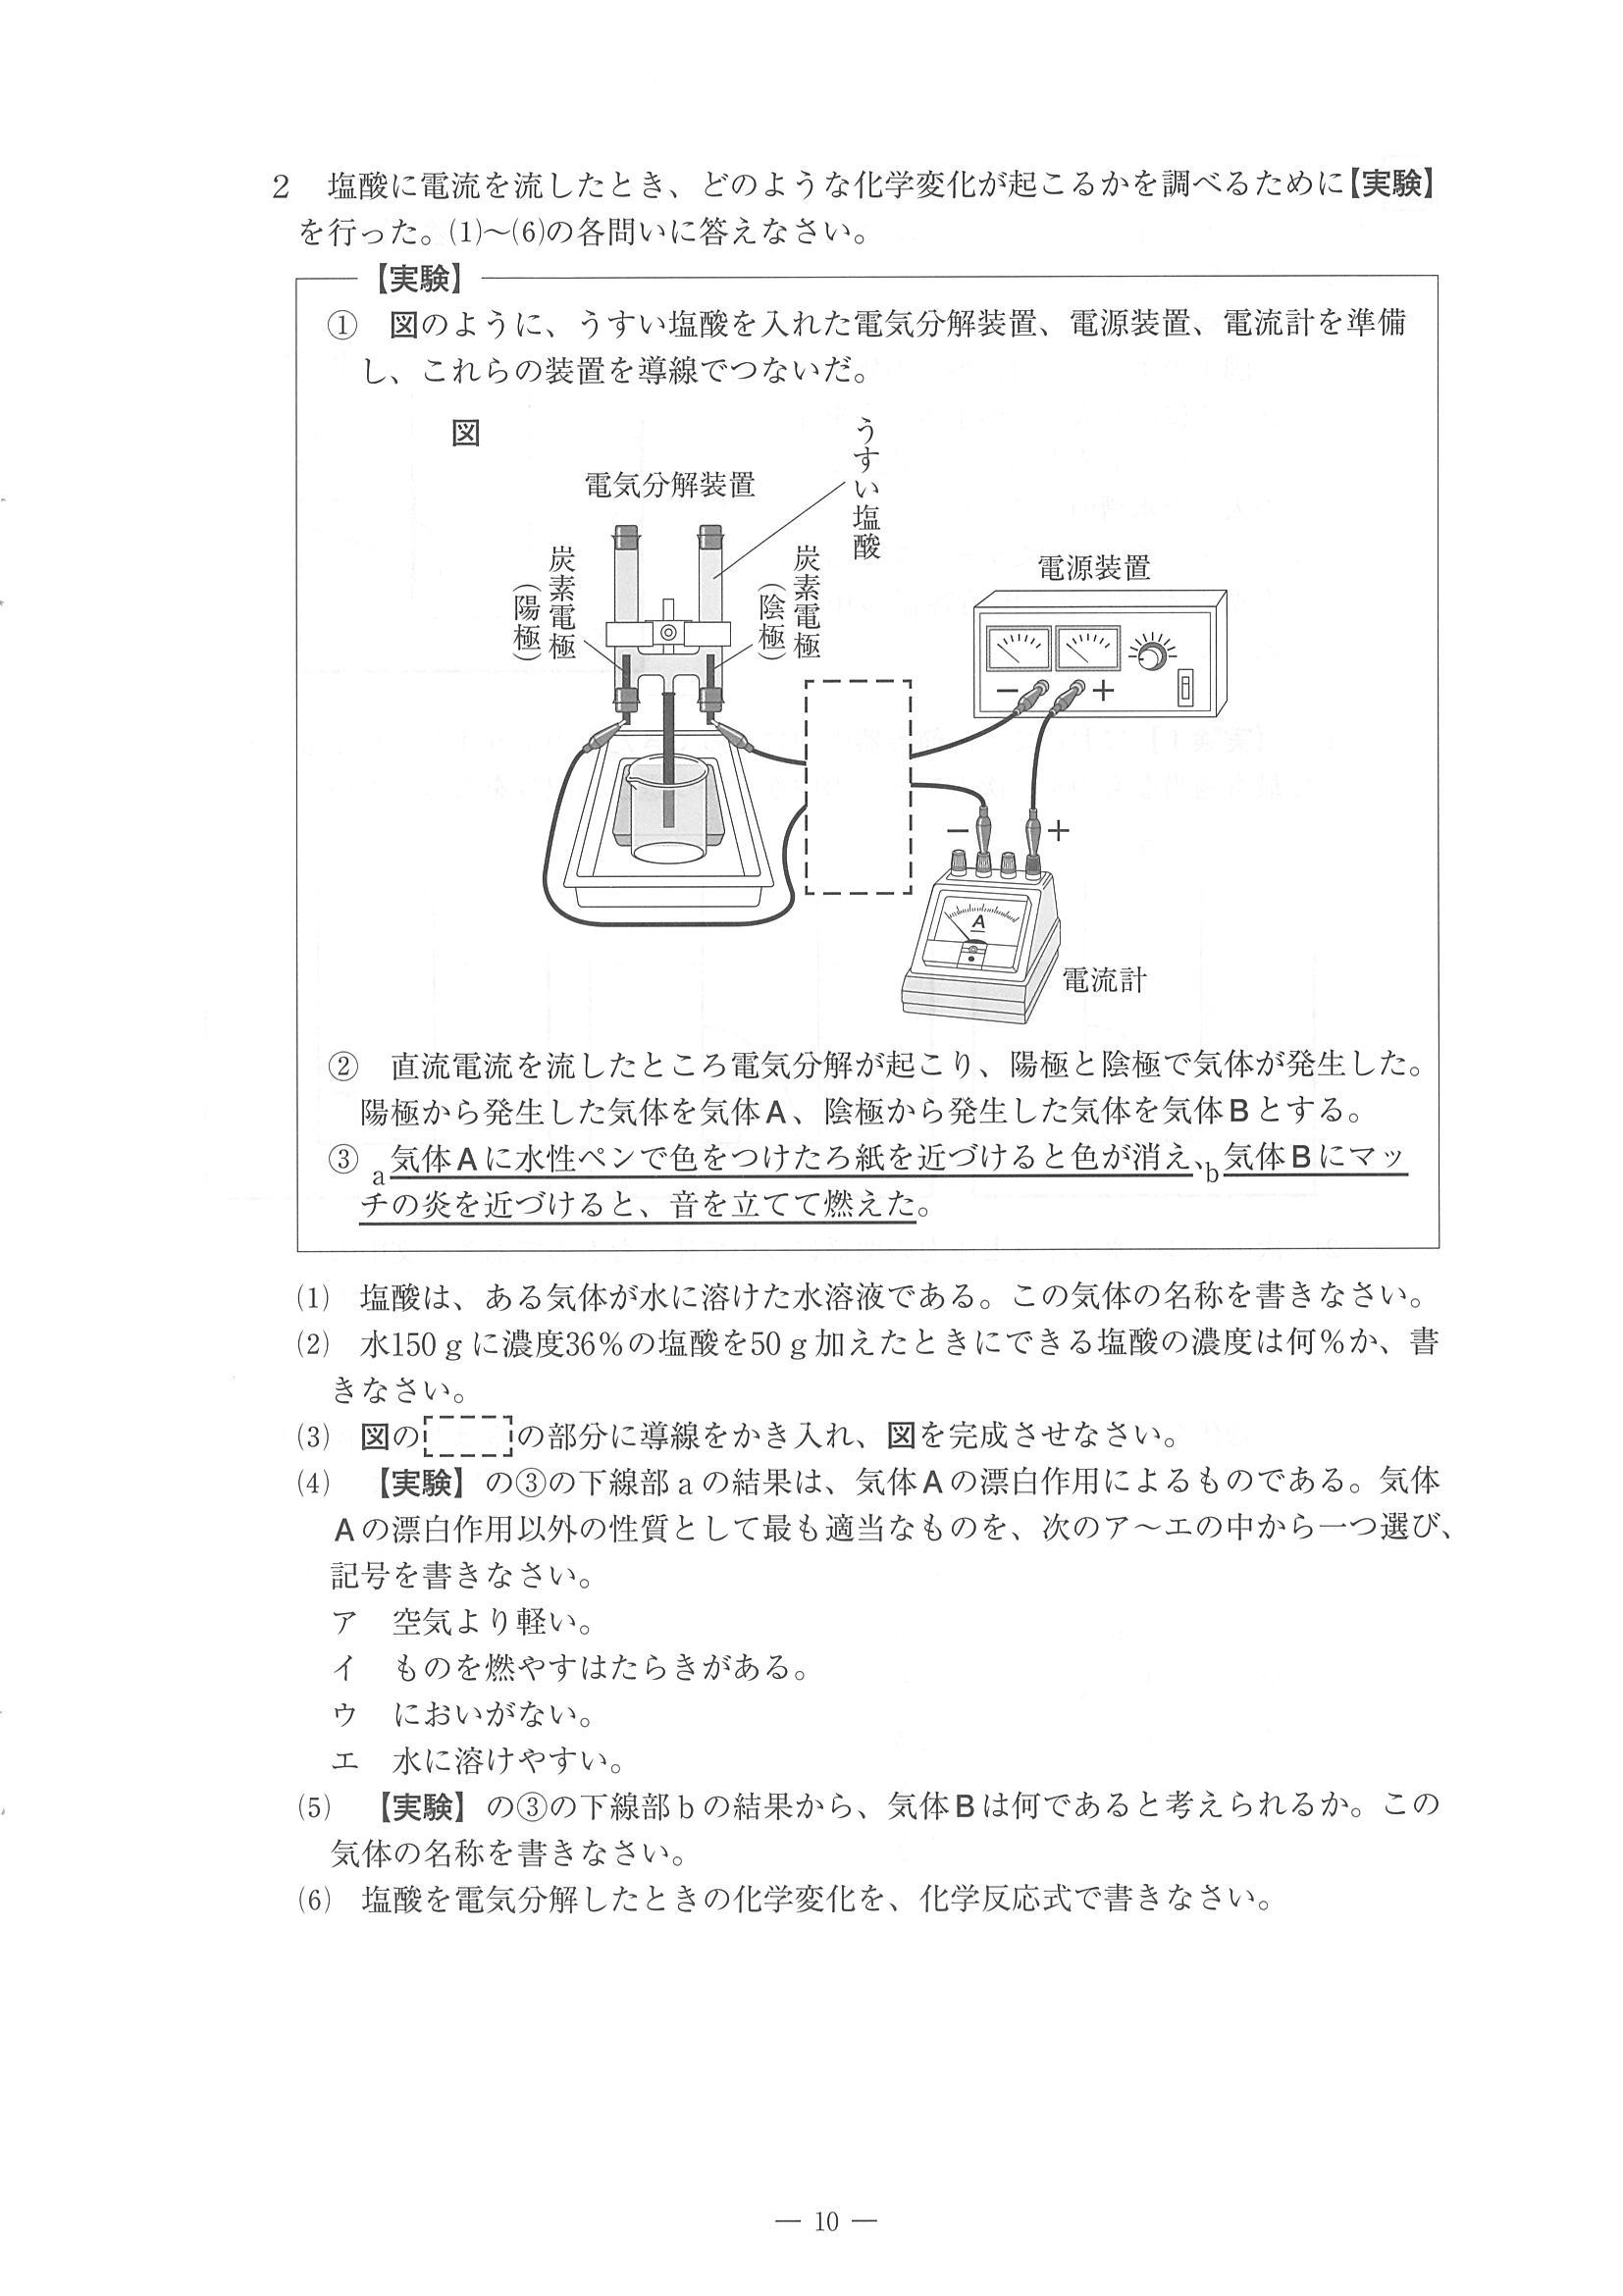 2 塩酸に電流を流したとき、どのような化学変化が起こるかを調べるために【実験】
を行った。(1)～(6)の各問いに答えなさい。
【実験】
① 図のように、うすい塩酸を入れた電気分解装置、電源装置、電流計を準備
し、これらの装置を導線でつないだ。
図
電気分解装置
うすい塩酸
炭素電極
(陽極)
炭素電極
(陰極)
電源装置
− +
− +
A
電流計
② 直流電流を流したところ電気分解が起こり、陽極と陰極で気体が発生した。
陽極から発生した気体を気体A、陰極から発生した気体を気体Bとする。
③ a気体Aに水性ペンで色をつけたろ紙を近づけると色が消え、b気体Bにマッ
チの炎を近づけると、音を立てて燃えた。
(1) 塩酸は、ある気体が水に溶けた水溶液である。この気体の名称を書きなさい。
(2) 水150gに濃度36%の塩酸を50g加えたときにできる塩酸の濃度は何%か、書
きなさい。
(3) 図の の部分に導線をかき入れ、図を完成させなさい。
(4) 【実験】の③の下線部aの結果は、気体Aの漂白作用によるものである。気体
Aの漂白作用以外の性質として最も適当なものを、次のア～エの中から一つ選び、
記号を書きなさい。
ア 空気より軽い。
イ ものを燃やすはたらきがある。
ウ においがない。
エ 水に溶けやすい。
(5) 【実験】の③の下線部bの結果から、気体Bは何であると考えられるか。この
気体の名称を書きなさい。
(6) 塩酸を電気分解したときの化学変化を、化学反応式で書きなさい。
— 10 —